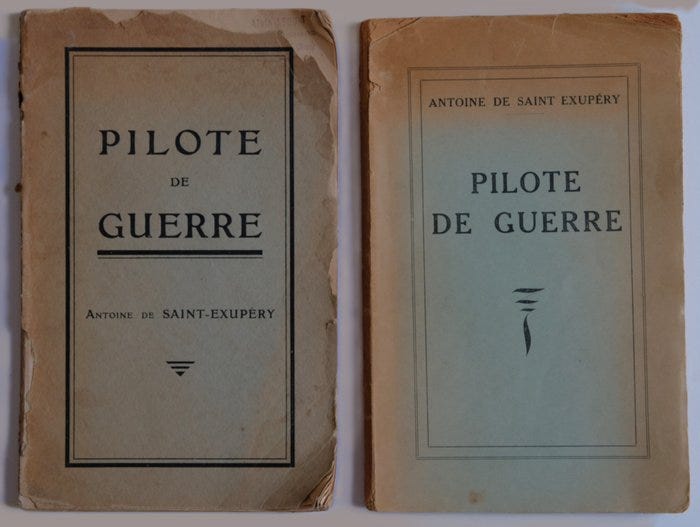 PILOTE
DE
GUERRE
ANTOINE DE SAINT-EXUPÉRY
ANTOINE DE SAINT EXUPÉRY
PILOTE
DE GUERRE